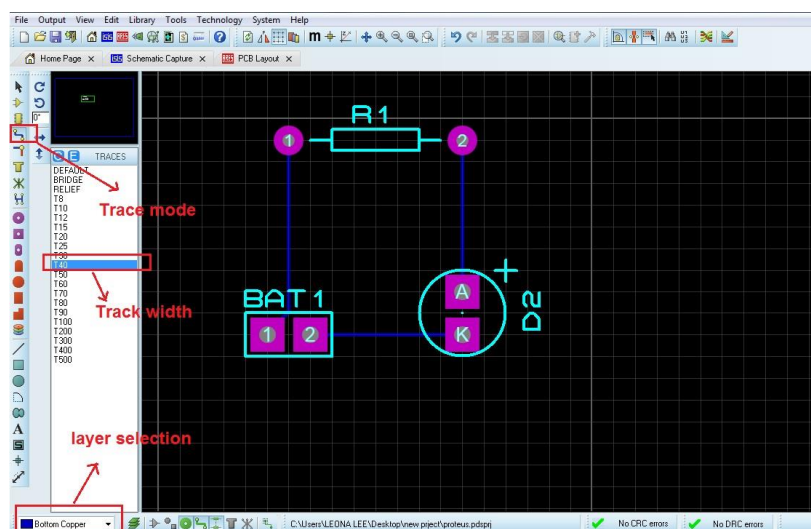 File Output View Edit Library Tools Technology System Help
Home Page Schematic Capture PCB Layout
0°
TRACES
DEFAULT
BRIDGE
RELIEF
T8
T10
T12
T15
T20
T25
T30
T40
T50
T60
T70
T80
T90
T100
T200
T300
T400
T500
Trace mode
Track width
layer selection
R1
1
2
BAT1
1 2
A
K
D2
Bottom Copper
C:\Users\LEONA LEE\Desktop\new prject\proteus.pdsprj
No CRC errors
No DRC errors